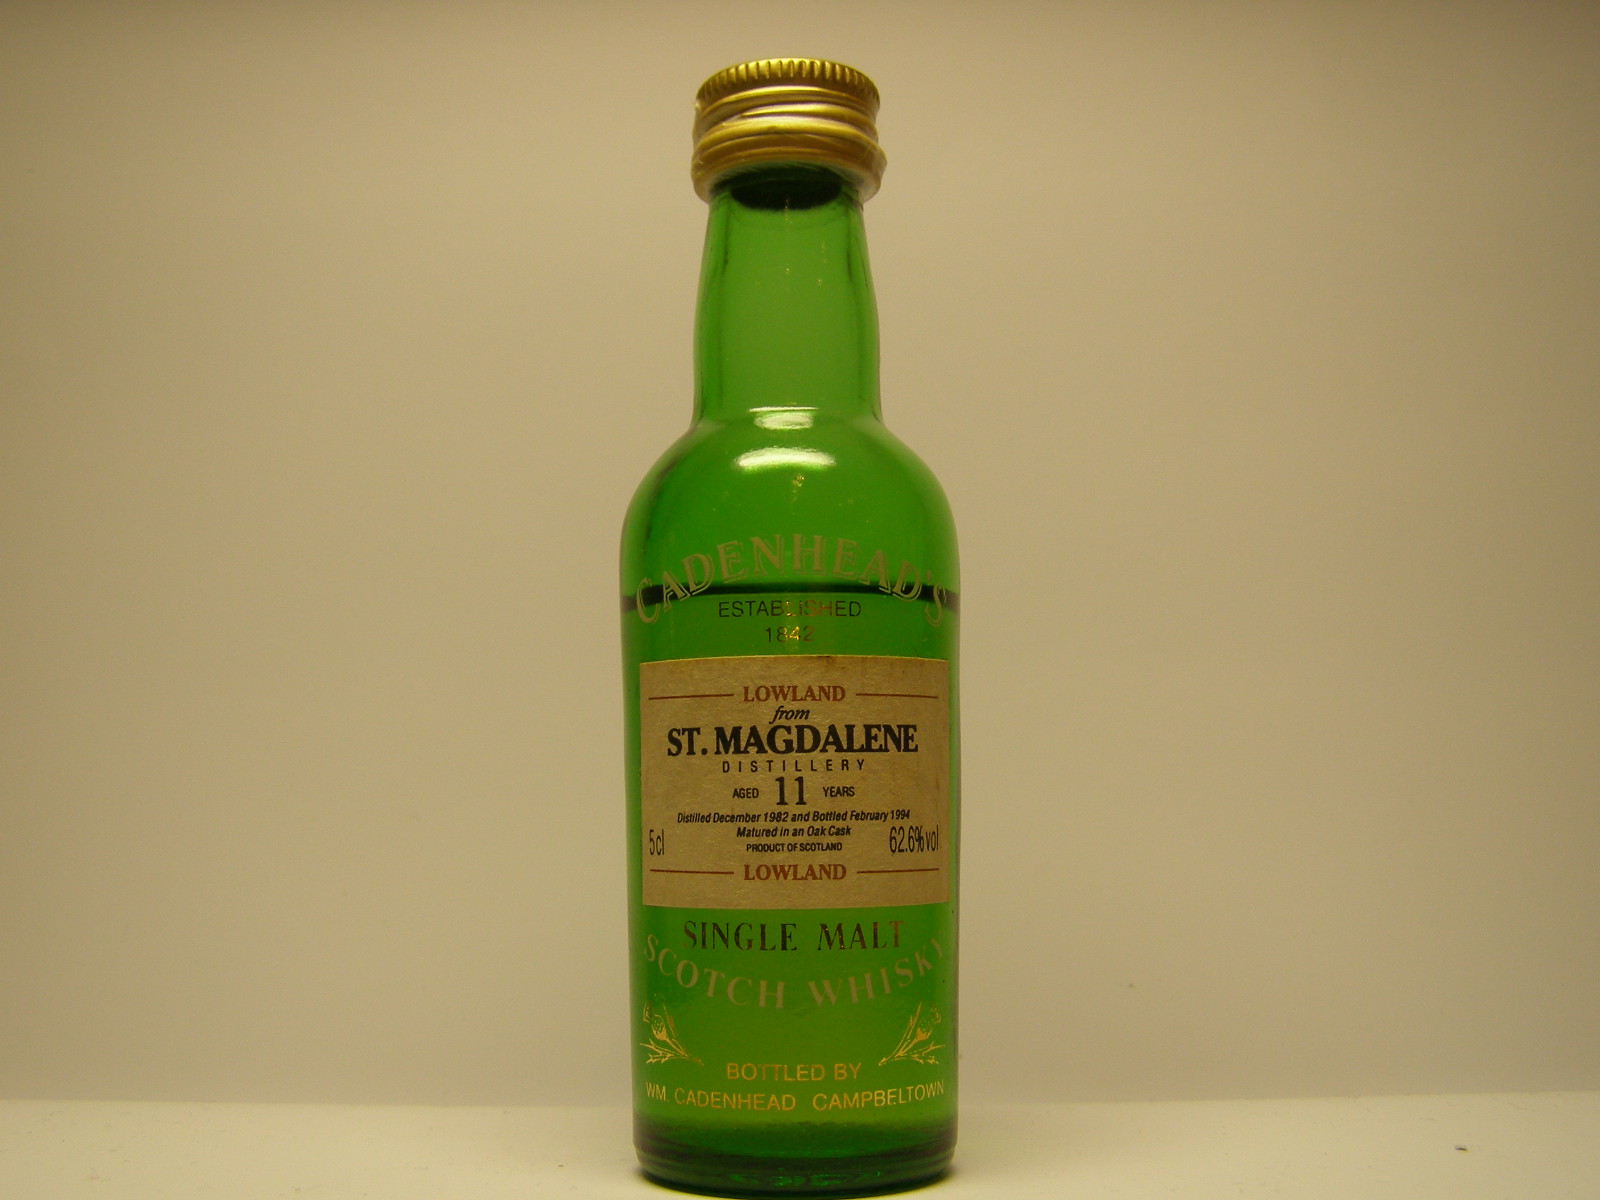 CADENHEAD'S
ESTABLISHED
1842
LOWLAND
from
ST. MAGDALENE
DISTILLERY
AGED 11 YEARS
Distilled December 1982 and Bottled February 1994
Matured in an Oak Cask
5cl PRODUCT OF SCOTLAND 62.6% vol
LOWLAND
SINGLE MALT
SCOTCH WHISKY
BOTTLED BY
WM. CADENHEAD CAMPBELTOWN